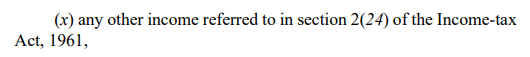 (x) any other income referred to in section 2(24) of the Income-tax
Act, 1961,